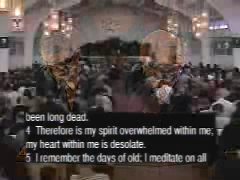 been long dead.
4 Therefore is my spirit overwhelmed within me;
my heart within me is desolate.
5 I remember the days of old; I meditate on all